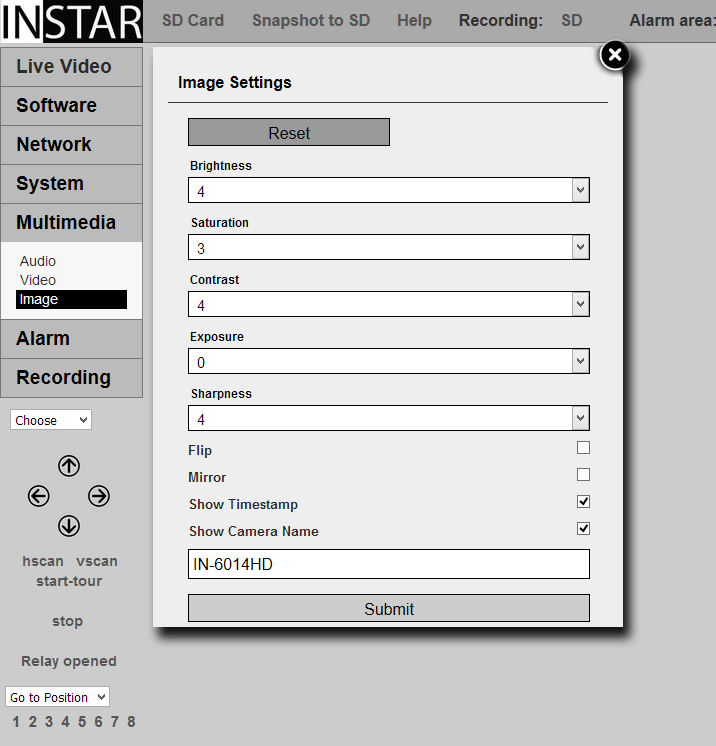 INSTAR SD Card Snapshot to SD Help Recording: SD Alarm area:
Live Video
Software
Network
System
Multimedia
Audio
Video
Image
Alarm
Recording
Choose
hscan vscan
start-tour
stop
Relay opened
Go to Position
1 2 3 4 5 6 7 8
Image Settings
Reset
Brightness
4
Saturation
3
Contrast
4
Exposure
0
Sharpness
4
Flip
Mirror
Show Timestamp
Show Camera Name
IN-6014HD
Submit